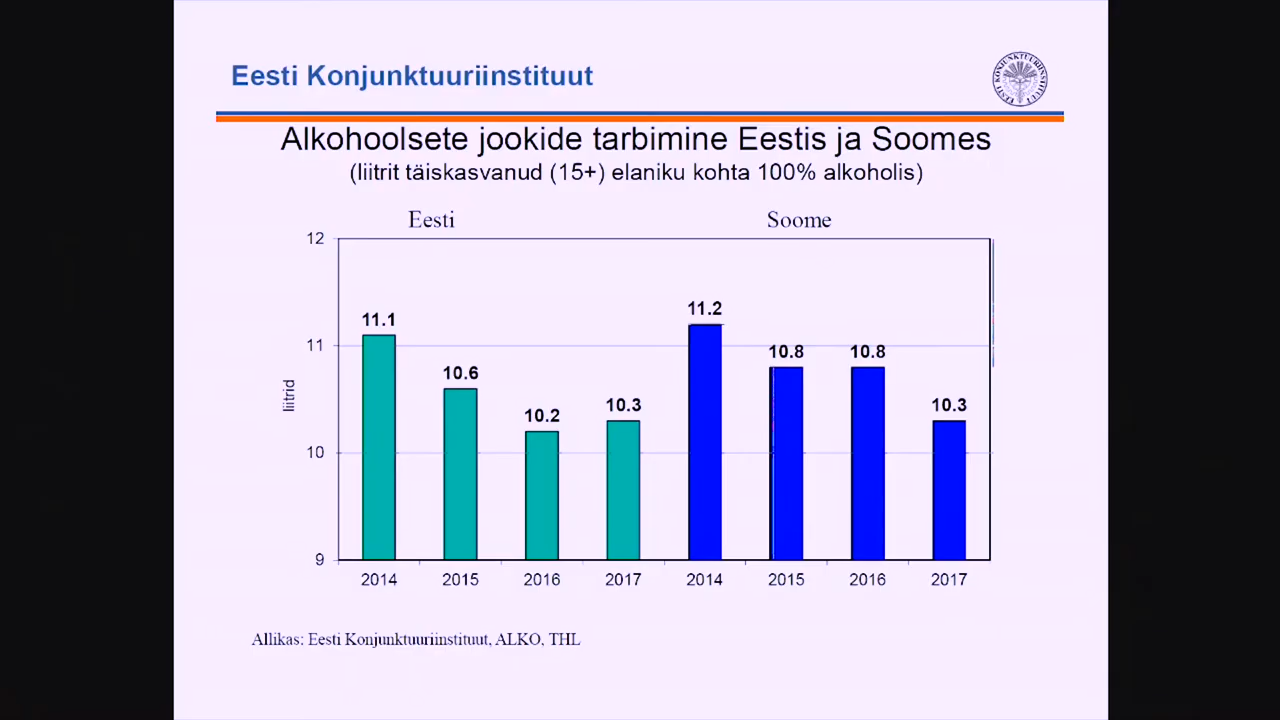 Eesti Konjunktuuriinstituut
EESTI KONJUNKTUURIINSTITUUT
Alkohoolsete jookide tarbimine Eestis ja Soomes
(liitrit täiskasvanud (15+) elaniku kohta 100% alkoholis)
Eesti Soome
12
11
10
9
liitrid
11.1 10.6 10.2 10.3 11.2 10.8 10.8 10.3
2014 2015 2016 2017 2014 2015 2016 2017
Allikas: Eesti Konjunktuuriinstituut, ALKO, THL